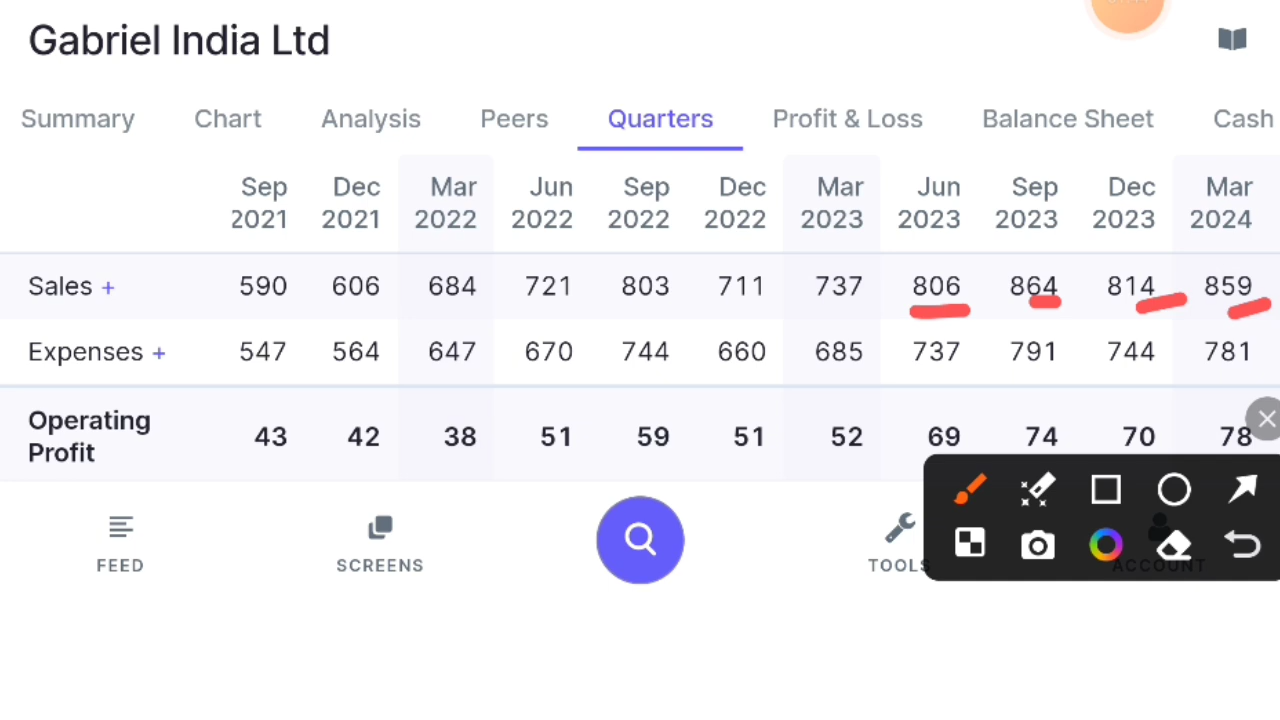 Gabriel India Ltd
Summary Chart Analysis Peers Quarters Profit & Loss Balance Sheet Cash
Sep Dec Mar Jun Sep Dec Mar Jun Sep Dec Mar
2021 2021 2022 2022 2022 2022 2023 2023 2023 2023 2024
Sales + 590 606 684 721 803 711 737 806 864 814 859
Expenses + 547 564 647 670 744 660 685 737 791 744 781
Operating
Profit 43 42 38 51 59 51 52 69 74 70 78
FEED SCREENS TOOLS ACCOUNT